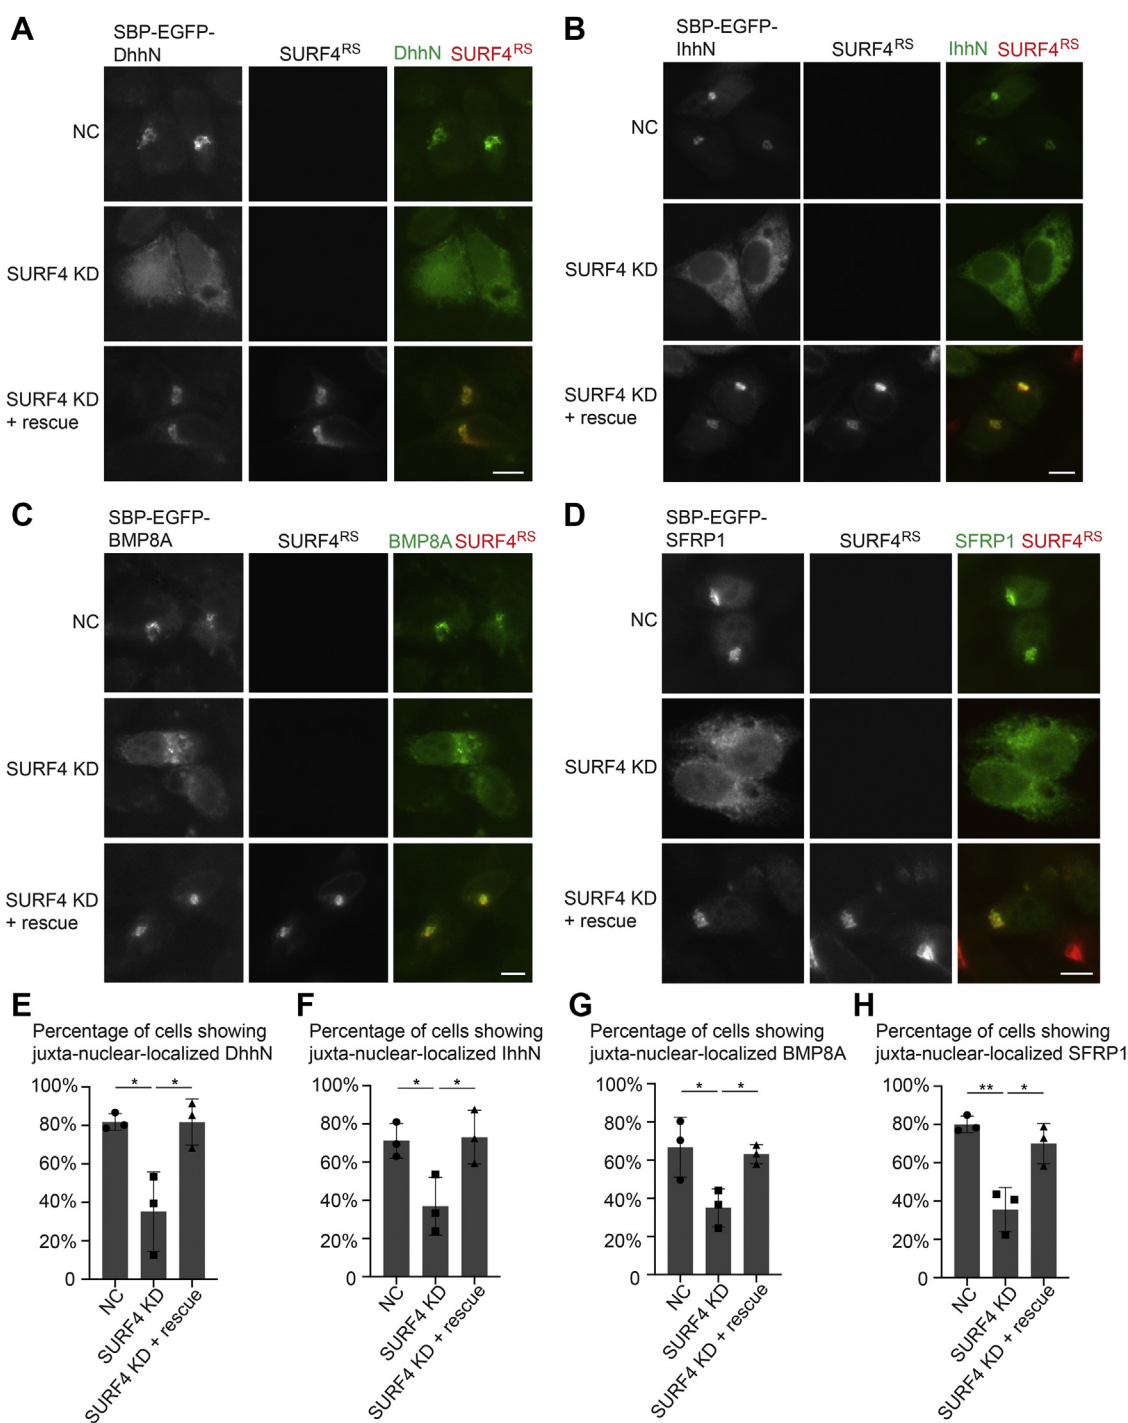 A
SBP-EGFP-
DhhN
SURF4RS
DhhN SURF4RS
NC
SURF4 KD
SURF4 KD
+ rescue
B
SBP-EGFP-
IhhN
SURF4RS
IhhN SURF4RS
NC
SURF4 KD
SURF4 KD
+ rescue
C
SBP-EGFP-
BMP8A
SURF4RS
BMP8A SURF4RS
NC
SURF4 KD
SURF4 KD
+ rescue
D
SBP-EGFP-
SFRP1
SURF4RS
SFRP1 SURF4RS
NC
SURF4 KD
SURF4 KD
+ rescue
E
Percentage of cells showing
juxta-nuclear-localized DhhN
* *
100%
80%
60%
40%
20%
0
NC
SURF4 KD
SURF4 KD + rescue
F
Percentage of cells showing
juxta-nuclear-localized IhhN
* *
100%
80%
60%
40%
20%
0
NC
SURF4 KD
SURF4 KD + rescue
G
Percentage of cells showing
juxta-nuclear-localized BMP8A
* *
100%
80%
60%
40%
20%
0
NC
SURF4 KD
SURF4 KD + rescue
H
Percentage of cells showing
juxta-nuclear-localized SFRP1
** *
100%
80%
60%
40%
20%
0
NC
SURF4 KD
SURF4 KD + rescue